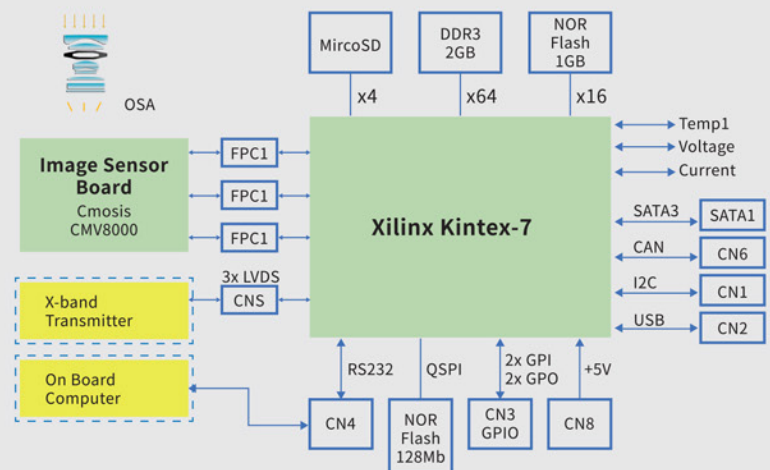 OSA
MircoSD
DDR3
2GB
NOR
Flash
1GB
x4
x64
x16
Image Sensor
Board
Cmosis
CMV8000
FPC1
FPC1
FPC1
Xilinx Kintex-7
Temp1
Voltage
Current
SATA3
SATA1
CAN
CN6
I2C
CN1
USB
CN2
3x LVDS
CNS
X-band
Transmitter
On Board
Computer
RS232
QSPI
2x GPI
2x GPO
+5V
CN4
NOR
Flash
128Mb
CN3
GPIO
CN8